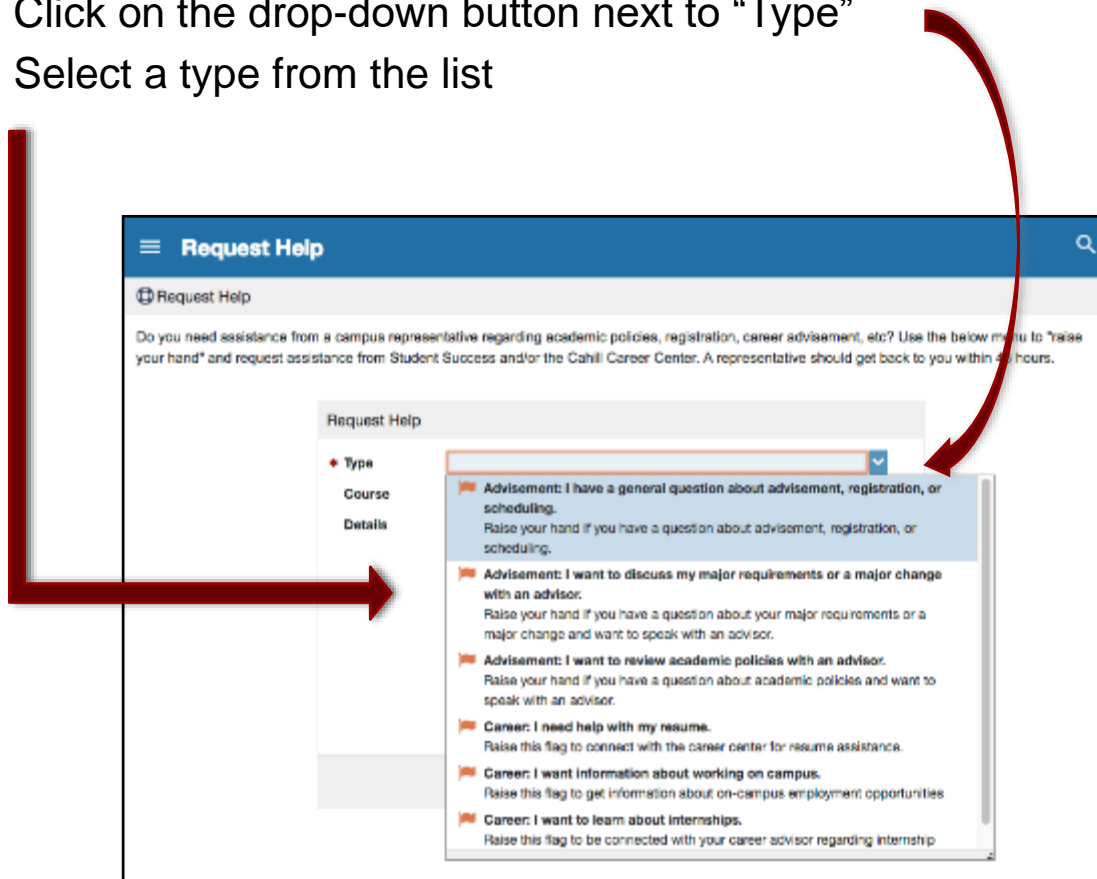 Click on the drop-down button next to “Type”
Select a type from the list
Request Help
Request Help
Do you need assistance from a campus representative regarding academic policies, registration, career advisement, etc? Use the below menu to "raise
your hand" and request assistance from Student Success and/or the Cahill Career Center. A representative should get back to you within hours.
Request Help
Type
Course
Details
Advisement: I have a general question about advisement, registration, or
scheduling.
Raise your hand if you have a question about advisement, registration, or
scheduling.
Advisement: I want to discuss my major requirements or a major change
with an advisor.
Raise your hand if you have a question about your major requirements or a
major change and want to speak with an advisor.
Advisement: I want to review academic policies with an advisor.
Raise your hand if you have a question about academic policies and want to
speak with an advisor.
Career: I need help with my resume.
Raise this flag to connect with the career center for resume assistance.
Career: I want information about working on campus.
Raise this flag to get information about on-campus employment opportunities
Career: I want to learn about internships.
Raise this flag to be connected with your career advisor regarding internship